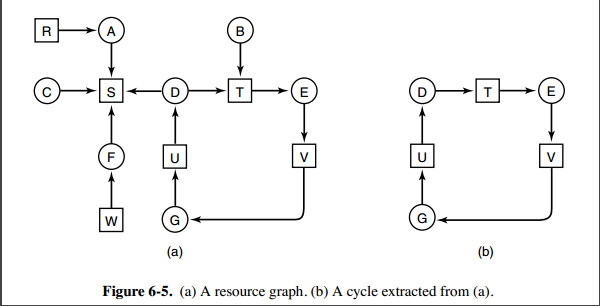 R A B
C S D T E D T E
F U V U V
W G G
(a) (b)
Figure 6-5. (a) A resource graph. (b) A cycle extracted from (a).